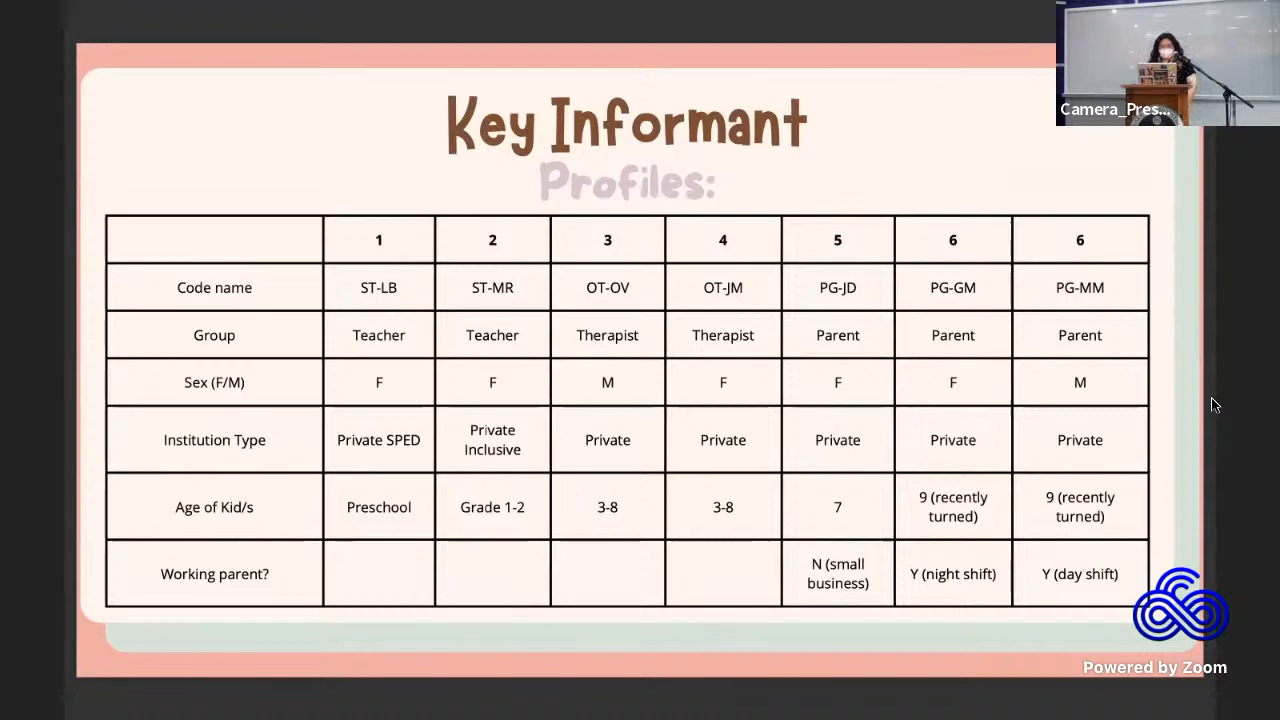 Key Informant
Profiles:
1 2 3 4 5 6 6
Code name ST-LB ST-MR OT-OV OT-JM PG-JD PG-GM PG-MM
Group Teacher Teacher Therapist Therapist Parent Parent Parent
Sex (F/M) F F M F F F M
Institution Type Private SPED Private Inclusive Private Private Private Private Private
Age of Kid/s Preschool Grade 1-2 3-8 3-8 7 9 (recently turned) 9 (recently turned)
Working parent? N (small business) Y (night shift) Y (day shift)
Camera_Pres...
Powered by Zoom